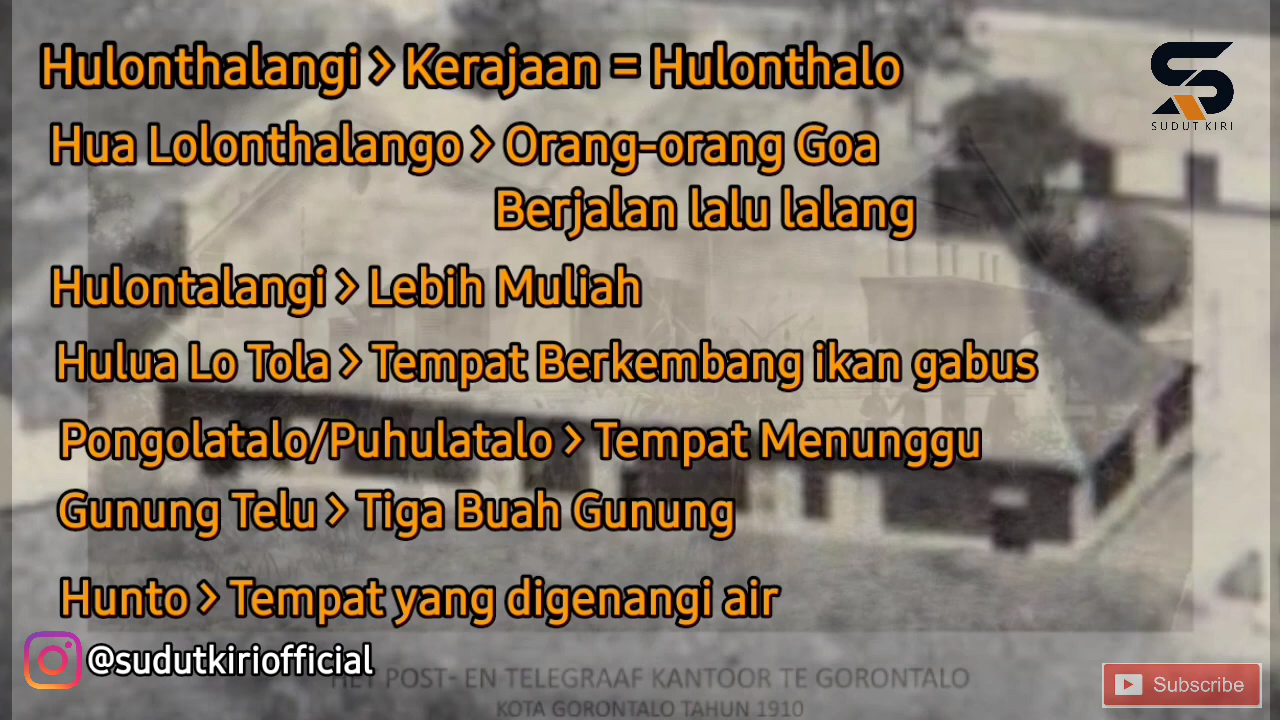 Hulonthalangi > Kerajaan = Hulonthalo
SUDUT KIRI
Hua Lolonthalango > Orang-orang Goa
Berjalan lalu lalang
Hulontalangi > Lebih Muliah
Hulua Lo Tola > Tempat Berkembang ikan gabus
Pongolatalo/Puhulatalo > Tempat Menunggu
Gunung Telu > Tiga Buah Gunung
Hunto > Tempat yang digenangi air
@sudutkiriofficial
HET POST- EN TELEGRAAF KANTOOR TE GORONTALO
KOTA GORONTALO TAHUN 1910
Subscribe